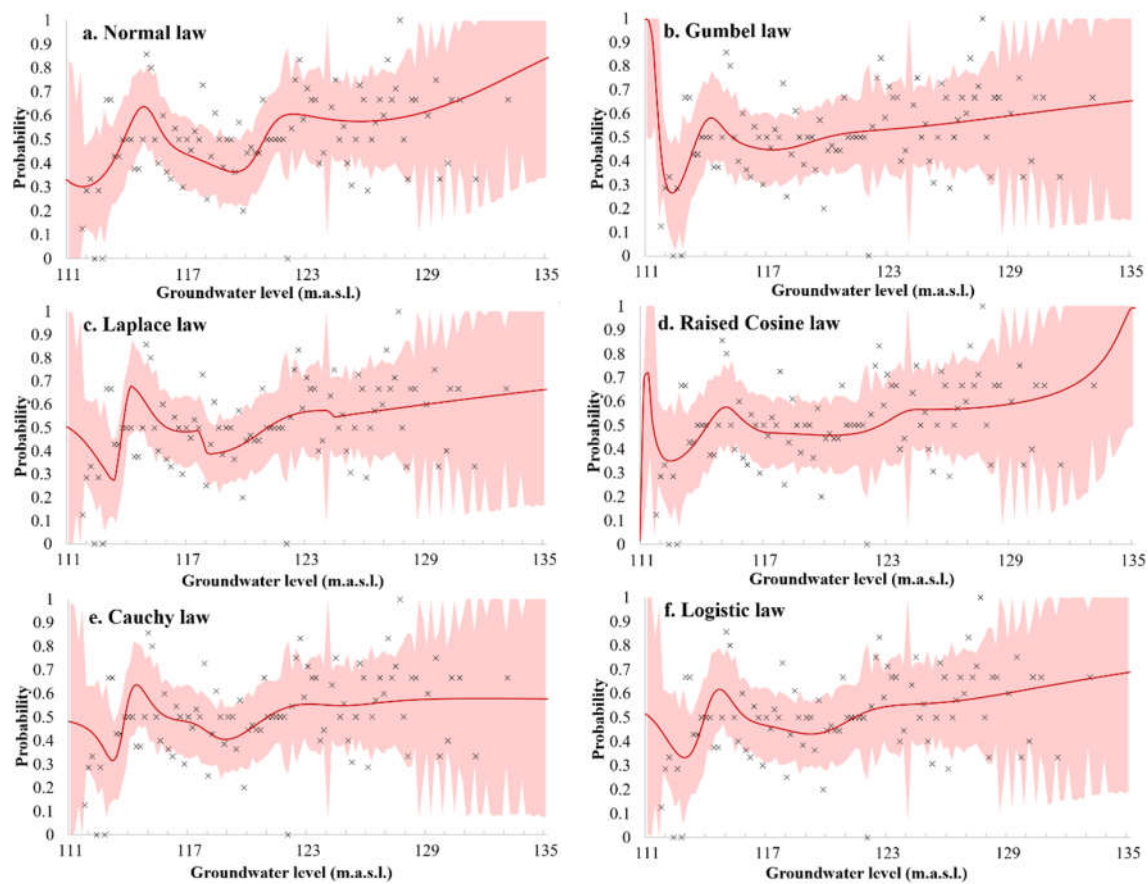 a. Normal law
1
0.9
0.8
0.7
0.6
0.5
0.4
0.3
0.2
0.1
0
Probability
111 117 123 129 135
Groundwater level (m.a.s.l.)
b. Gumbel law
1
0.9
0.8
0.7
0.6
0.5
0.4
0.3
0.2
0.1
0
Probability
111 117 123 129 135
Groundwater level (m.a.s.l.)
c. Laplace law
1
0.9
0.8
0.7
0.6
0.5
0.4
0.3
0.2
0.1
0
Probability
111 117 123 129 135
Groundwater level (m.a.s.l.)
d. Raised Cosine law
1
0.9
0.8
0.7
0.6
0.5
0.4
0.3
0.2
0.1
0
Probability
111 117 123 129 135
Groundwater level (m.a.s.l.)
e. Cauchy law
1
0.9
0.8
0.7
0.6
0.5
0.4
0.3
0.2
0.1
0
Probability
111 117 123 129 135
Groundwater level (m.a.s.l.)
f. Logistic law
1
0.9
0.8
0.7
0.6
0.5
0.4
0.3
0.2
0.1
0
Probability
111 117 123 129 135
Groundwater level (m.a.s.l.)